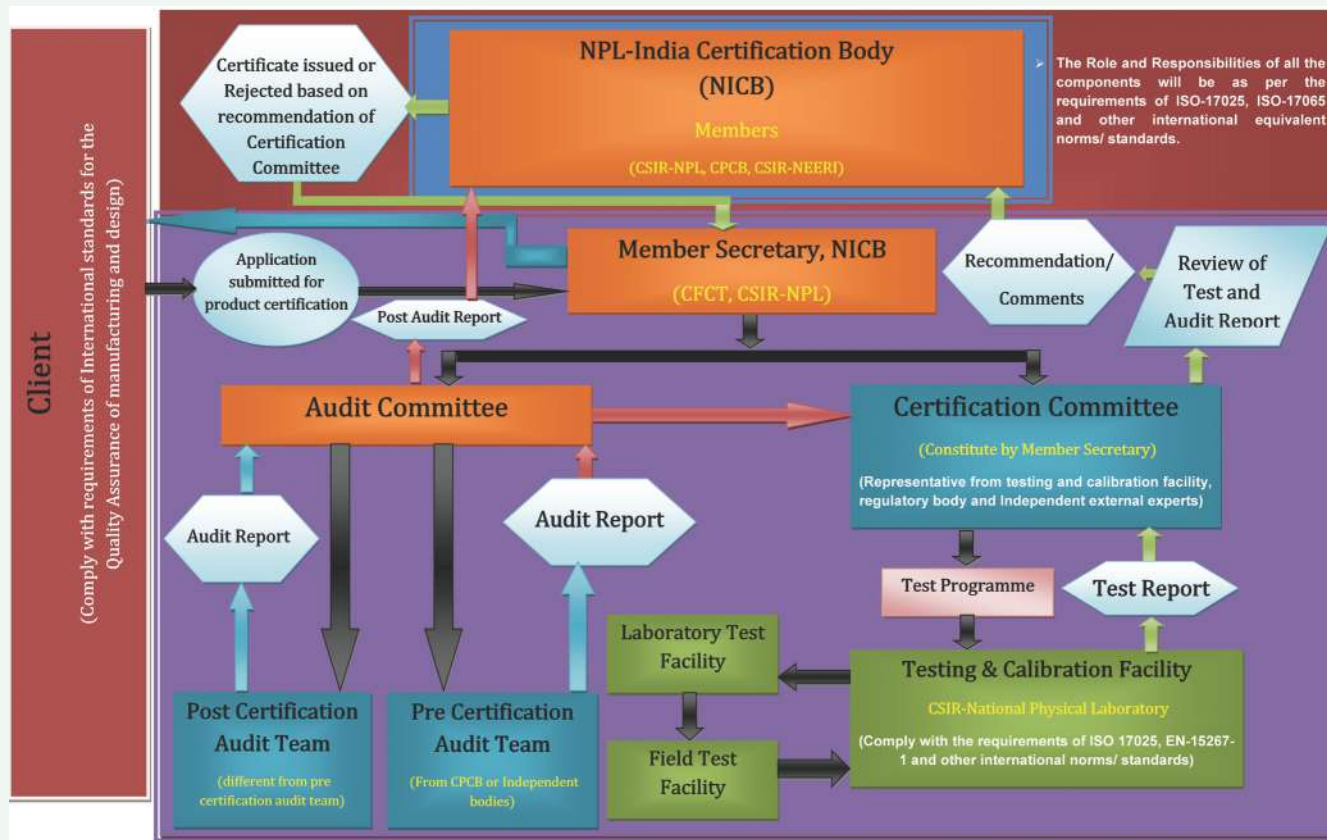 Client
(Comply with requirements of International standards for the
Quality Assurance of manufacturing and design)
Certificate issued or
Rejected based on
recommendation of
Certification
Committee
NPL-India Certification Body
(NICB)
Members
(CSIR-NPL, CPCB, CSIR-NEERI)
➢ The Role and Responsibilities of all the
components will be as per the
requirements of ISO-17025, ISO-17065
and other international equivalent
norms/ standards.
Application
submitted for
product certification
Member Secretary, NICB
(CFCT, CSIR-NPL)
Recommendation/
Comments
Review of
Test and
Audit Report
Post Audit Report
Audit Committee
Certification Committee
(Constitute by Member Secretary)
(Representative from testing and calibration facility,
regulatory body and Independent external experts)
Audit Report
Audit Report
Test Programme
Test Report
Laboratory Test
Facility
Testing & Calibration Facility
CSIR-National Physical Laboratory
(Comply with the requirements of ISO 17025, EN-15267-
1 and other international norms/ standards)
Post Certification
Audit Team
(different from pre
certification audit team)
Pre Certification
Audit Team
(From CPCB or Independent
bodies)
Field Test
Facility